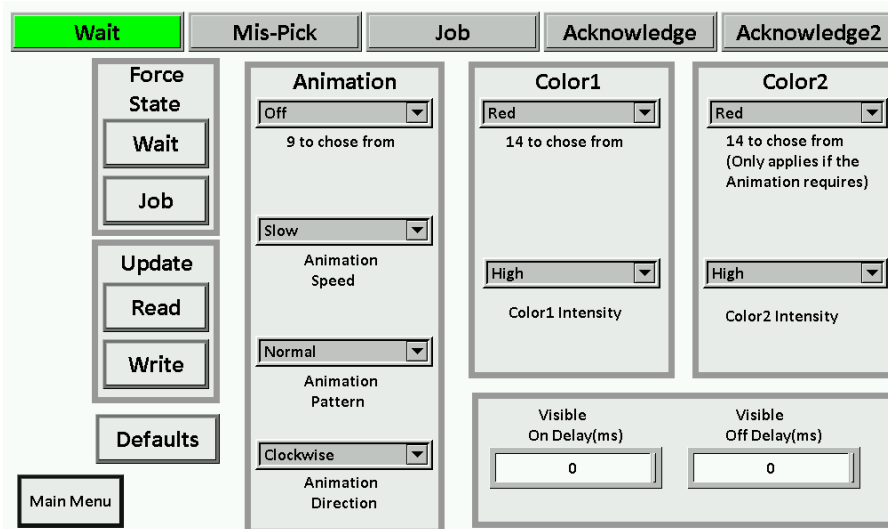 Wait
Mis-Pick
Job
Acknowledge
Acknowledge2
Force
State
Wait
Job
Update
Read
Write
Defaults
Main Menu
Animation
Off
9 to chose from
Slow
Animation
Speed
Normal
Animation
Pattern
Clockwise
Animation
Direction
Color1
Red
14 to chose from
High
Color1 Intensity
Color2
Red
14 to chose from
(Only applies if the
Animation requires)
High
Color2 Intensity
Visible
On Delay(ms)
0
Visible
Off Delay(ms)
0